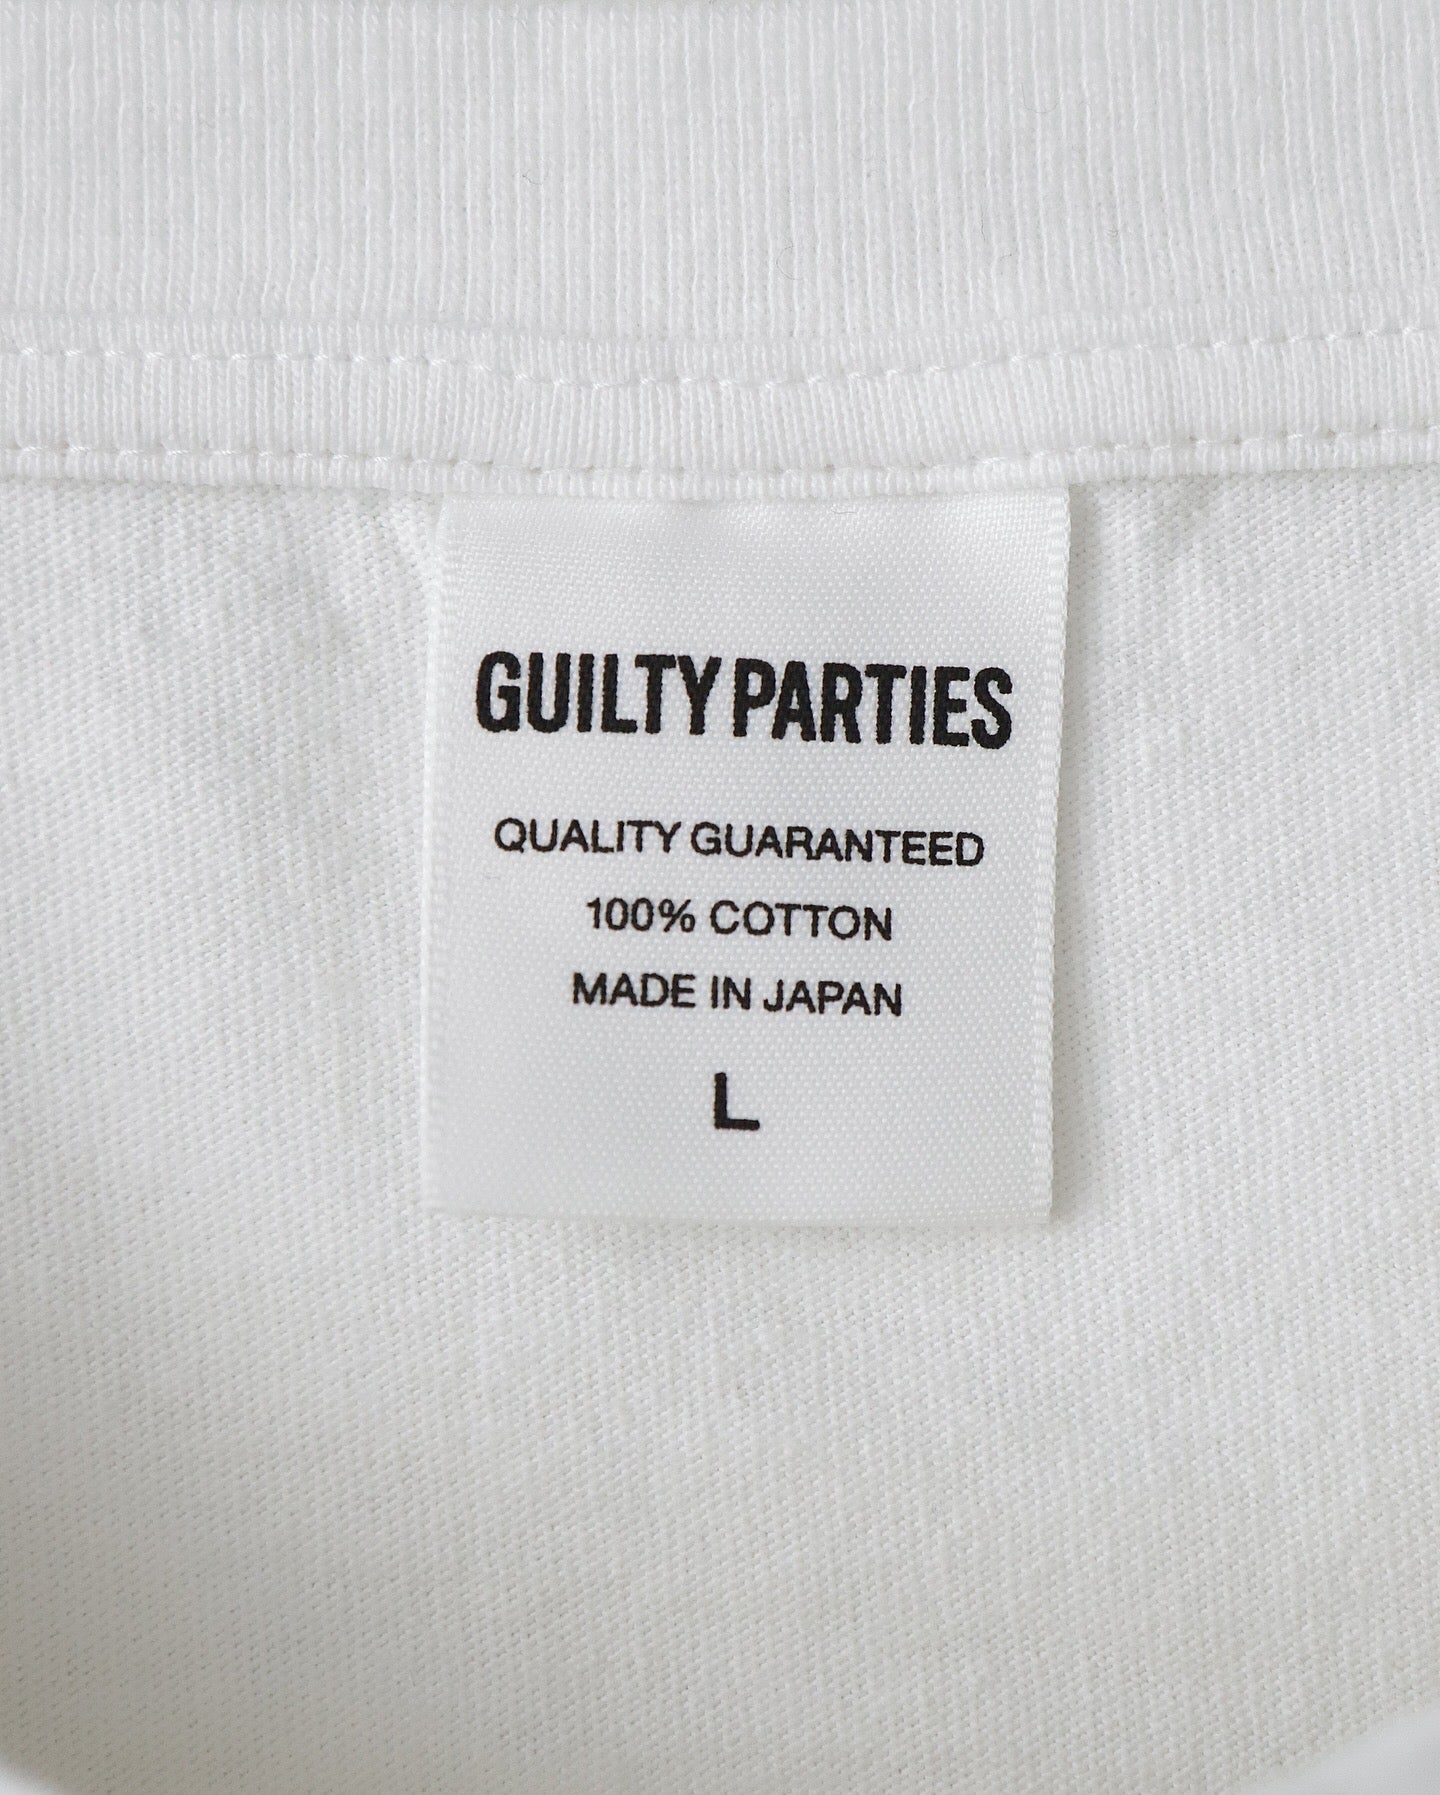 GUILTY PARTIES
QUALITY GUARANTEED
100% COTTON
MADE IN JAPAN
L